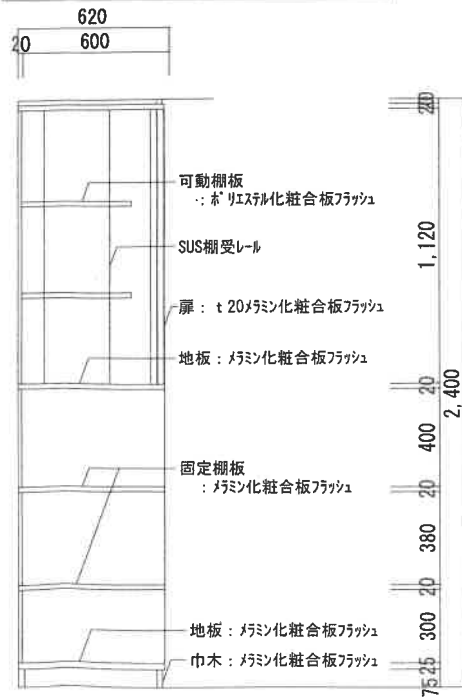 620
20 600
20
可動棚板
：ポリエステル化粧合板フラッシュ
1,120
SUS棚受レール
扉：t20メラミン化粧合板フラッシュ
地板：メラミン化粧合板フラッシュ
20
2,400
400
固定棚板
：メラミン化粧合板フラッシュ
20
380
20
300
地板：メラミン化粧合板フラッシュ
巾木：メラミン化粧合板フラッシュ
25
75